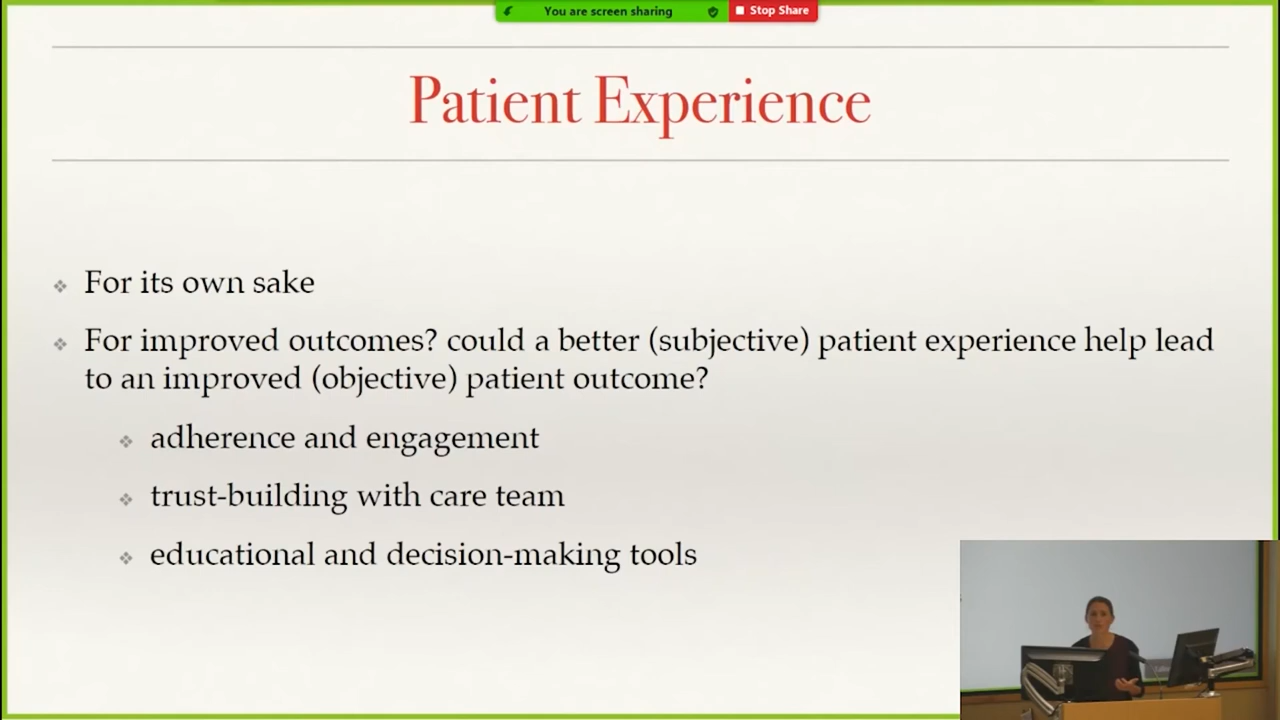 You are screen sharing
Stop Share
Patient Experience
For its own sake
For improved outcomes? could a better (subjective) patient experience help lead
to an improved (objective) patient outcome?
adherence and engagement
trust-building with care team
educational and decision-making tools